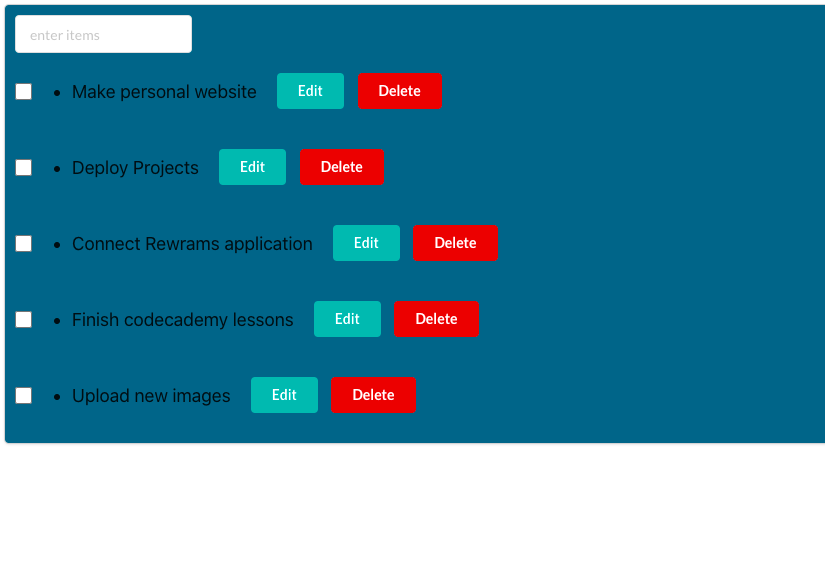 enter items
Make personal website Edit Delete
Deploy Projects Edit Delete
Connect Rewrams application Edit Delete
Finish codecademy lessons Edit Delete
Upload new images Edit Delete